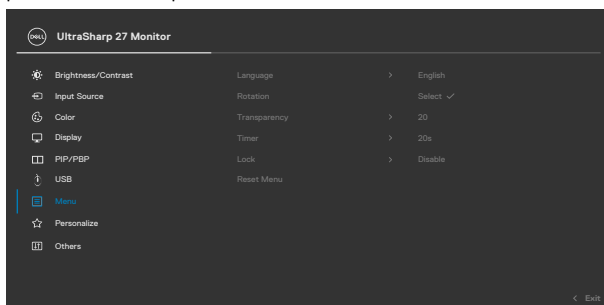 DELL UltraSharp 27 Monitor
Brightness/Contrast Language > English
Input Source Rotation Select ✓
Color Transparency > 20
Display Timer > 20s
PIP/PBP Lock > Disable
USB Reset Menu
Menu
Personalize
Others
< Exit